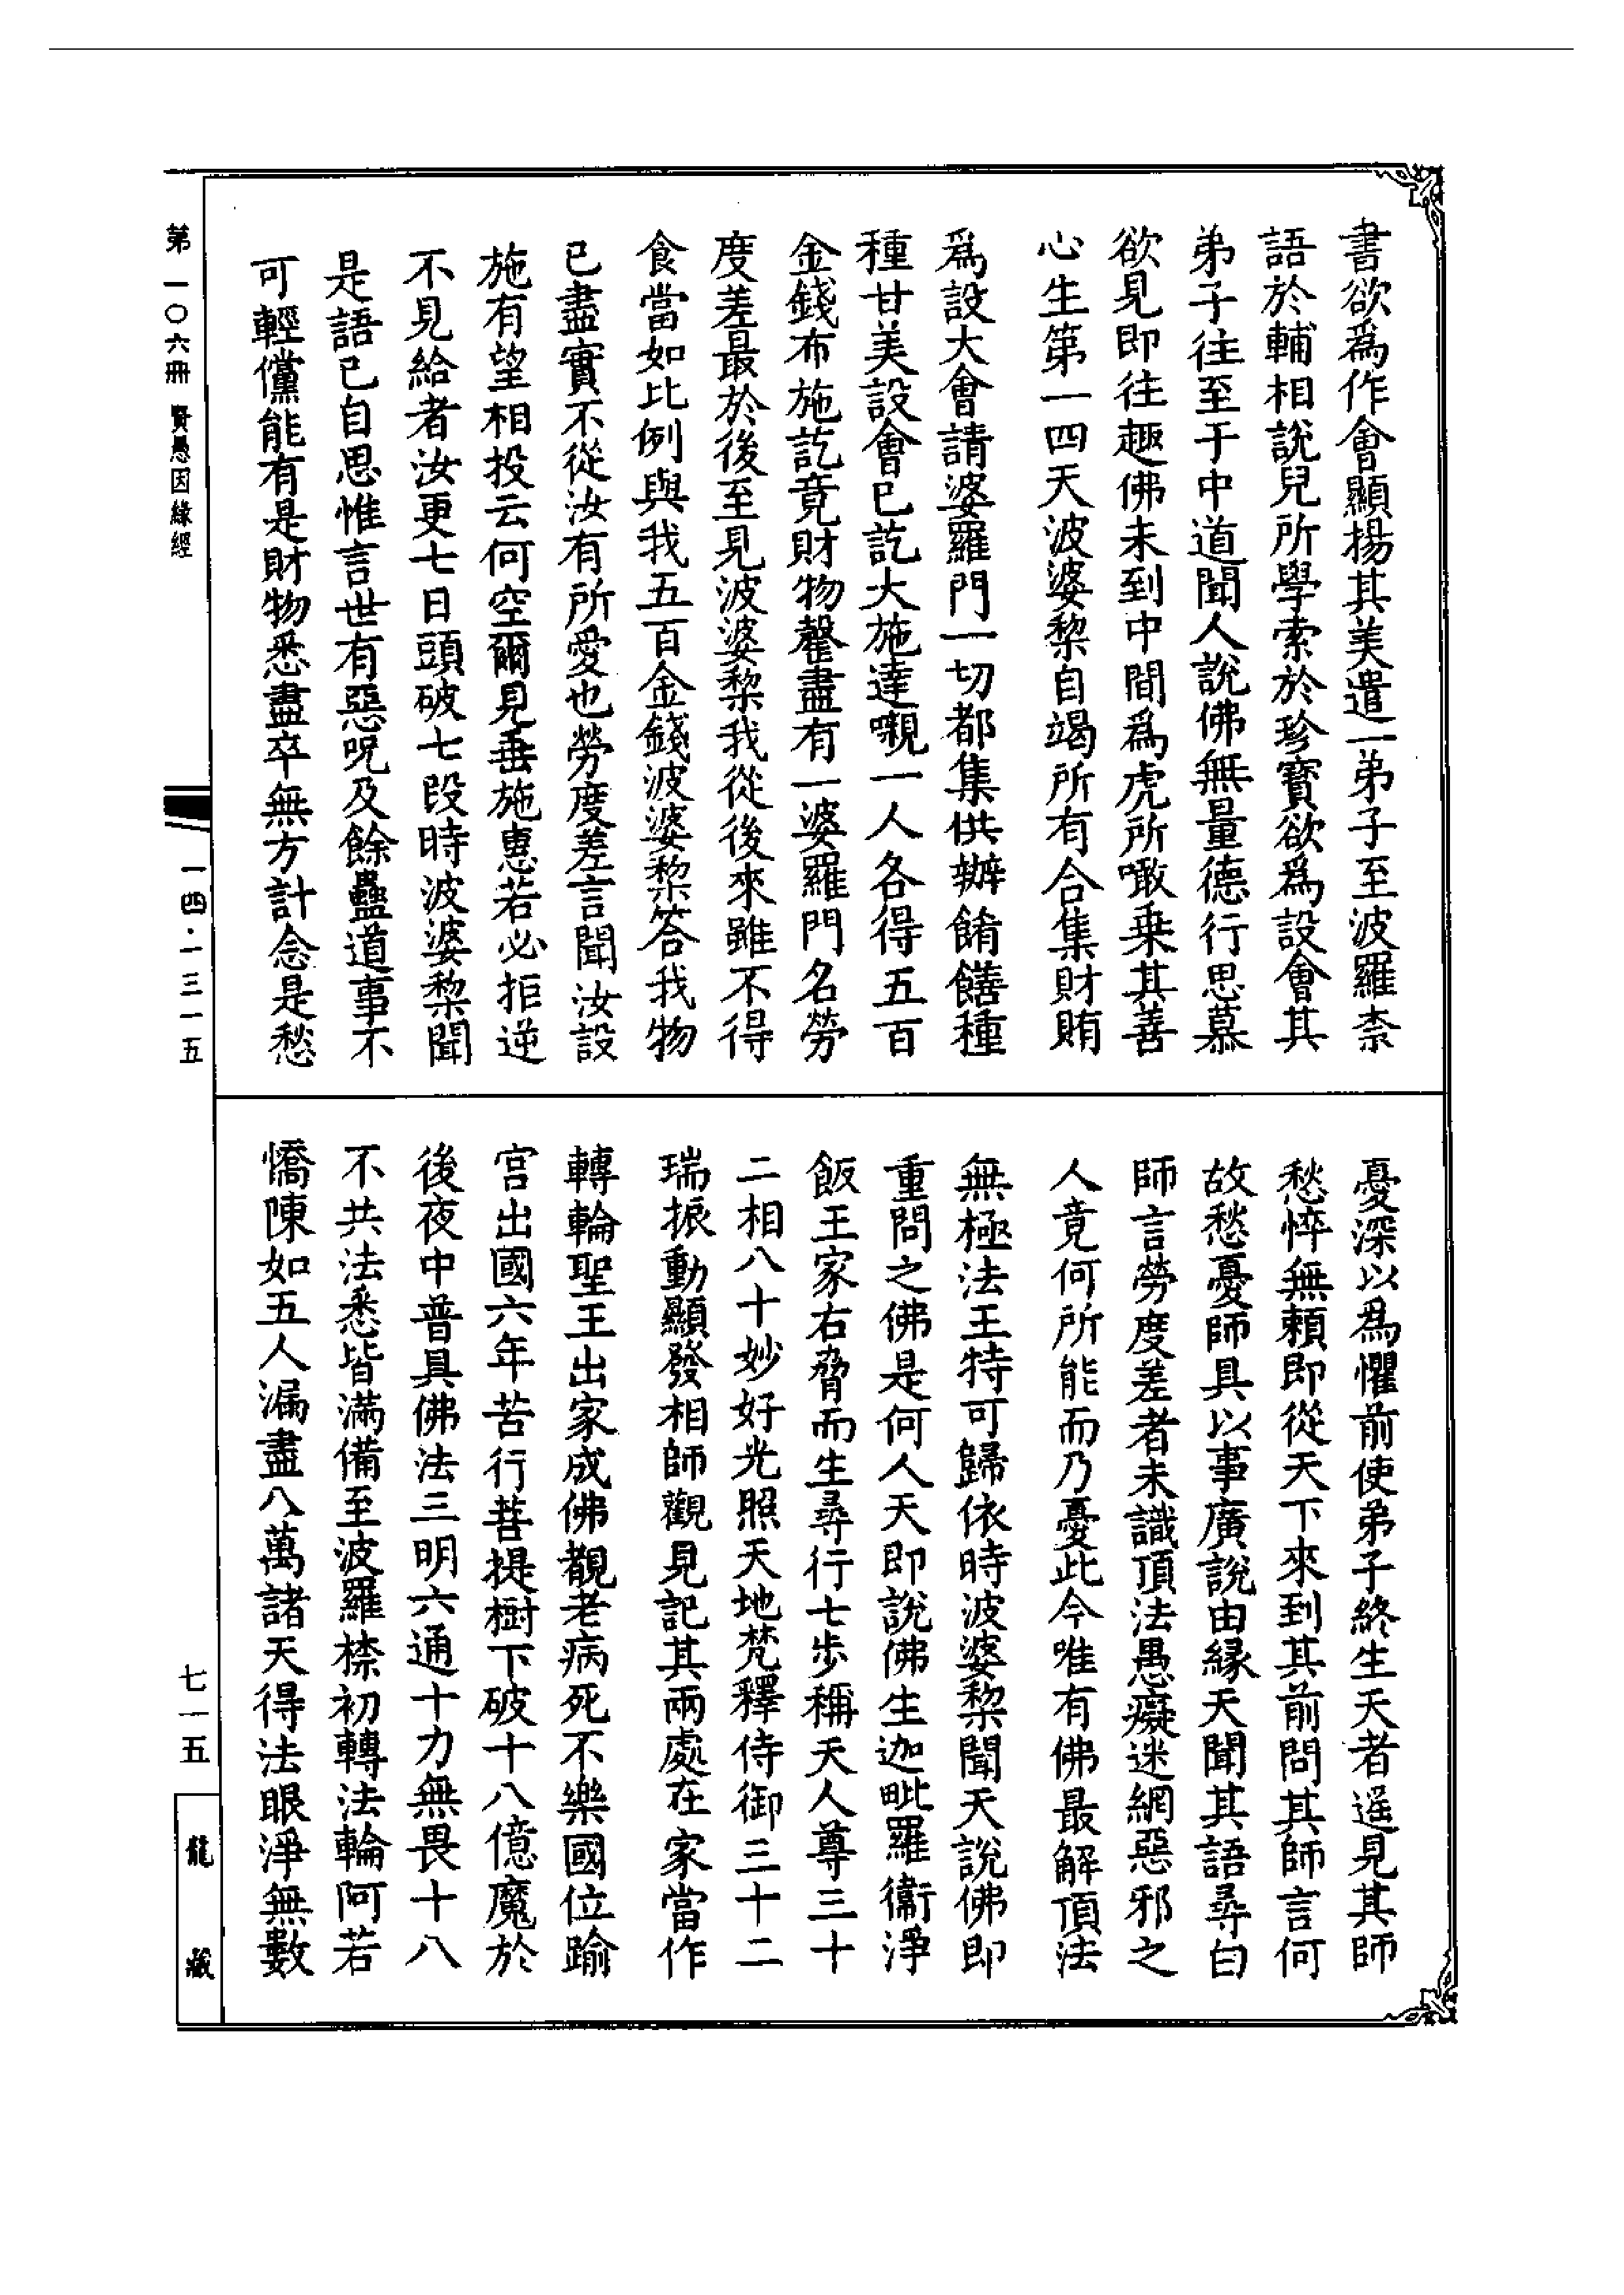 書欲爲作會顯揚其美遣一弟子至波羅柰
語於輔相說兒所學索於珍寶欲爲設會其
弟子往至于中道聞人說佛無量德行思慕
欲見即往趣佛未到中間爲虎所噉乗其善
心生第一四天波婆梨自竭所有合集財賄
爲設大會請婆羅門一切都集供辦餚饍種
種甘美設會已訖大施達嚫一人各得五百
金錢布施訖竟財物罄盡有一婆羅門名勞
度差最於後至見波婆梨我從後來雖不得
食當如比例與我五百金錢波婆梨答我物
已盡實不從汝有所愛也勞度差言聞汝設
施有望相投云何空爾見垂施惠若必拒逆
不見給者汝更七日頭破七段時波婆梨聞
是語已自思惟言世有惡呪及餘蠱道事不
可輕儻能有是財物悉盡卒無方計念是愁
憂深以爲懼前使弟子終生天者遥見其師
愁悴無賴即從天下來到其前問其師言何
故愁憂師具以事廣說由緣天聞其語尋白
師言勞度差者未識頂法愚癡迷網惡邪之
人竟何所能而乃憂此今唯有佛最解頂法
無極法王特可歸依時波婆梨聞天說佛即
重問之佛是何人天即說佛生迦毗羅衞淨
飯王家右脅而生尋行七步稱天人尊三十
二相八十妙好光照天地梵釋侍御三十二
瑞振動顯發相師觀見記其兩處在家當作
轉輪聖王出家成佛覩老病死不樂國位踰
宫出國六年苦行菩提樹下破十八億魔於
後夜中普具佛法三明六通十力無畏十八
不共法悉皆滿備至波羅㮈初轉法輪阿若
憍陳如五人漏盡八萬諸天得法眼淨無數
第一〇六冊 賢愚因緣經
一四·一三一五
七一五
龍藏